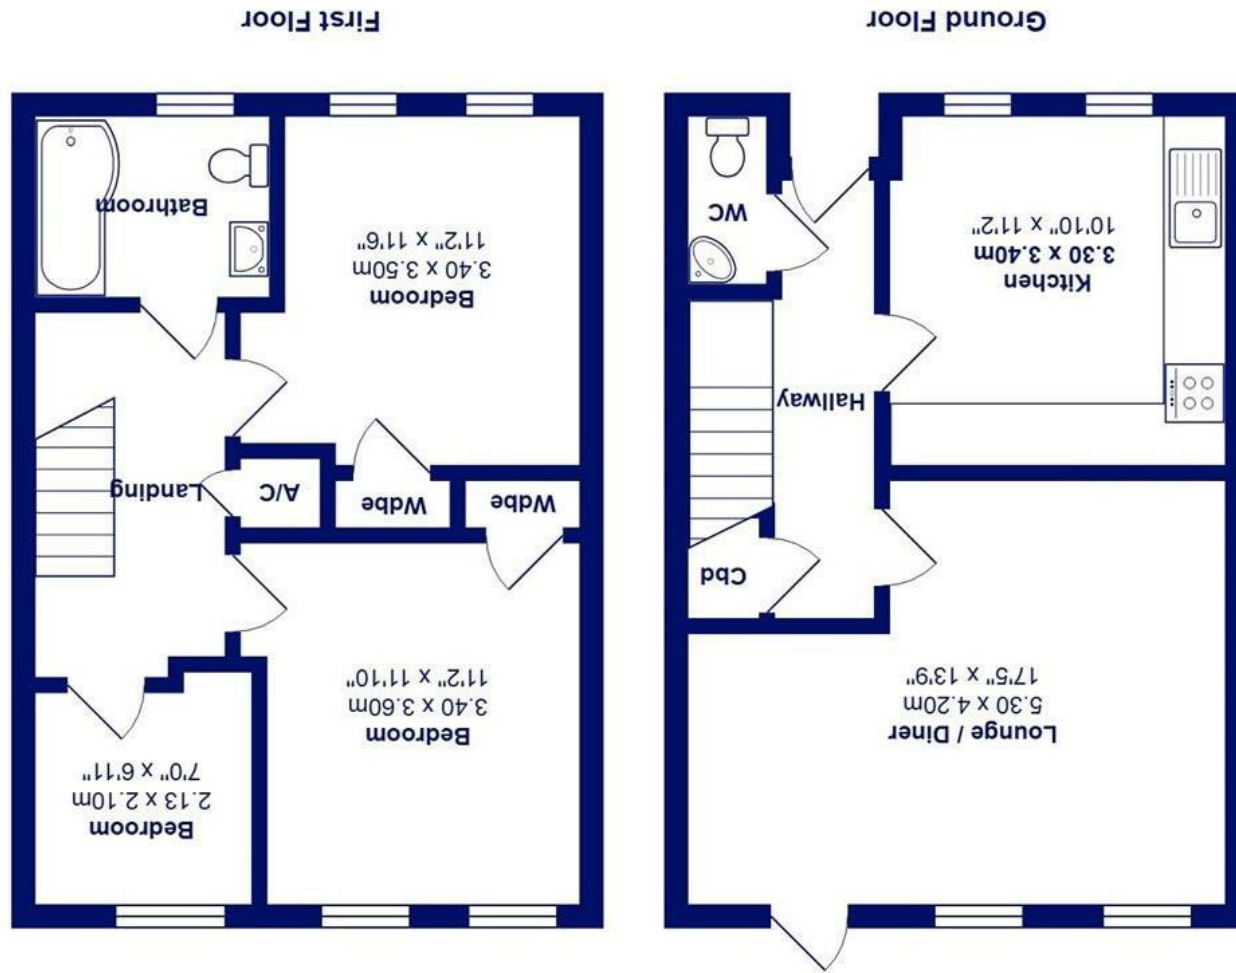 Lounge / Diner
5.30 x 4.20m
17'5" x 13'9"
Cbd
Hallway
Kitchen
3.30 x 3.40m
10'10" x 11'2"
WC
Ground Floor
Bedroom
2.13 x 2.10m
7'0" x 6'11"
Bedroom
3.40 x 3.60m
11'2" x 11'10"
Wdbe
Wdbe
A/C
Landing
Bedroom
3.40 x 3.50m
11'2" x 11'6"
Bathroom
First Floor